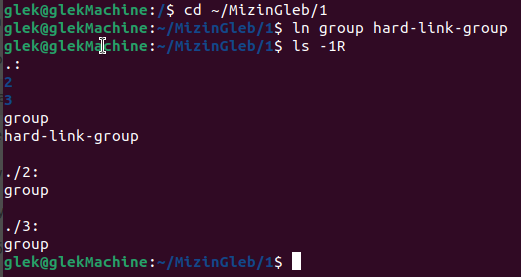 glek@glekMachine:/$ cd ~/MizinGleb/1
glek@glekMachine:~/MizinGleb/1$ ln group hard-link-group
glek@glekMachine:~/MizinGleb/1$ ls -1R
.:
2
3
group
hard-link-group

./2:
group

./3:
group
glek@glekMachine:~/MizinGleb/1$